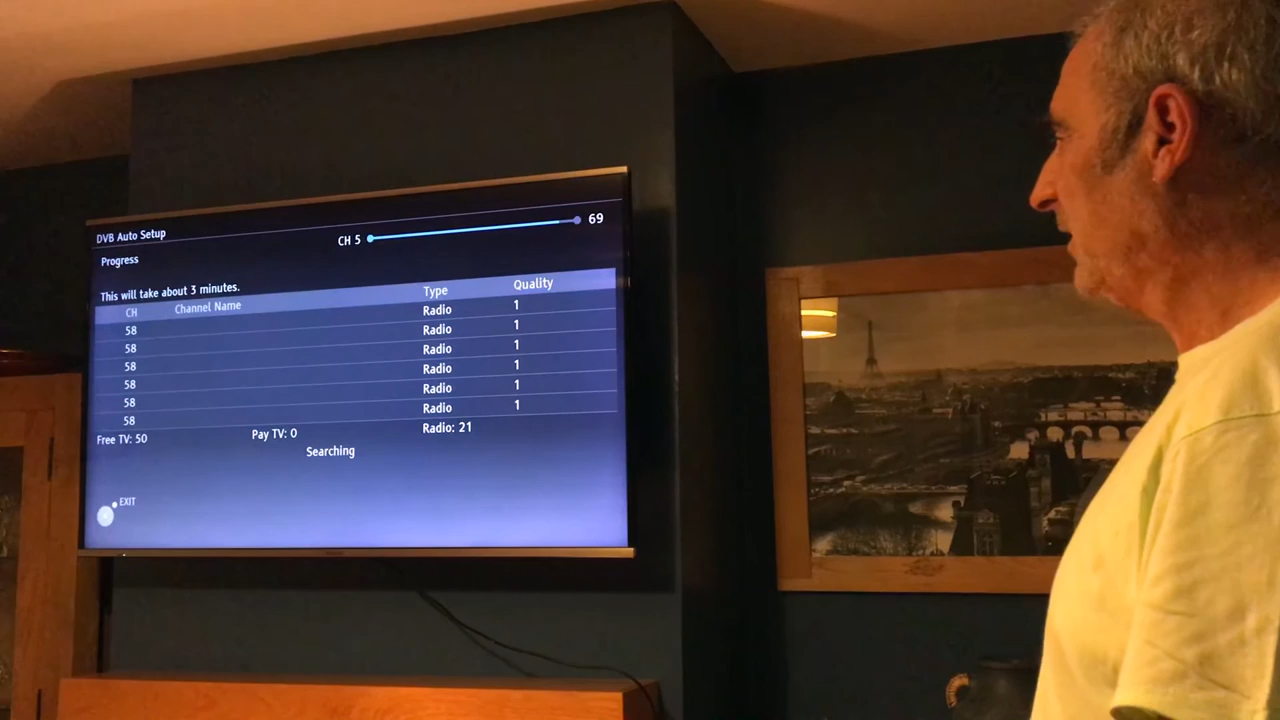 DVB Auto Setup
CH 5 69
Progress
This will take about 3 minutes.
CH Channel Name Type Quality
58 Radio 1
58 Radio 1
58 Radio 1
58 Radio 1
58 Radio 1
58 Radio 1
Free TV: 50 Pay TV: 0 Radio: 21
Searching
EXIT